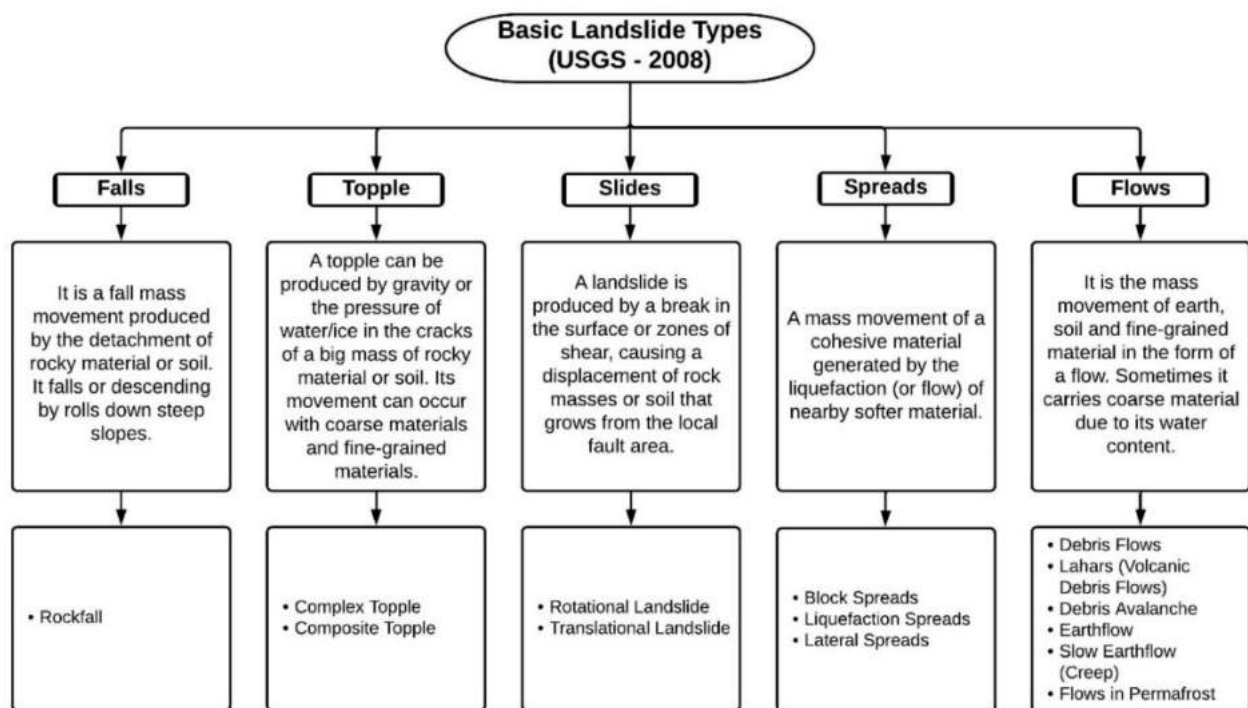 Basic Landslide Types
(USGS - 2008)
Falls
Topple
Slides
Spreads
Flows
It is a fall mass
movement produced
by the detachment of
rocky material or soil.
It falls or descending
by rolls down steep
slopes.
A topple can be
produced by gravity or
the pressure of
water/ice in the cracks
of a big mass of rocky
material or soil. Its
movement can occur
with coarse materials
and fine-grained
materials.
A landslide is
produced by a break in
the surface or zones of
shear, causing a
displacement of rock
masses or soil that
grows from the local
fault area.
A mass movement of a
cohesive material
generated by the
liquefaction (or flow) of
nearby softer material.
It is the mass
movement of earth,
soil and fine-grained
material in the form of
a flow. Sometimes it
carries coarse material
due to its water
content.
• Rockfall
• Complex Topple
• Composite Topple
• Rotational Landslide
• Translational Landslide
• Block Spreads
• Liquefaction Spreads
• Lateral Spreads
• Debris Flows
• Lahars (Volcanic
Debris Flows)
• Debris Avalanche
• Earthflow
• Slow Earthflow
(Creep)
• Flows in Permafrost